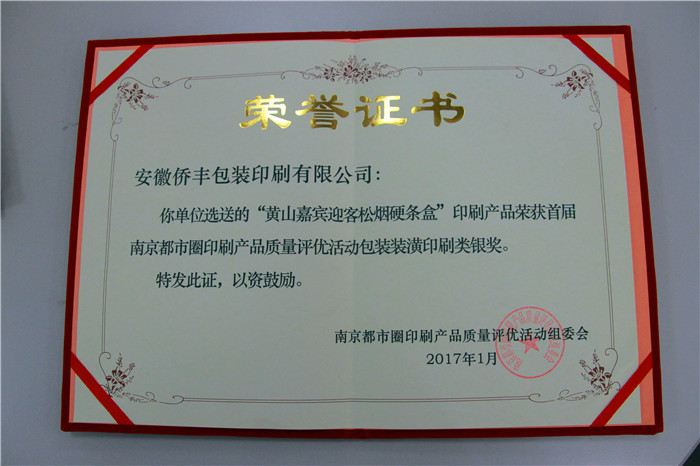 荣誉证书
安徽侨丰包装印刷有限公司：
你单位选送的“黄山嘉宾迎客松烟硬条盒”印刷产品荣获首届
南京都市圈印刷产品质量评优活动包装装潢印刷类银奖。
特发此证，以资鼓励。
南京都市圈印刷产品质量评优活动组委会
2017年1月